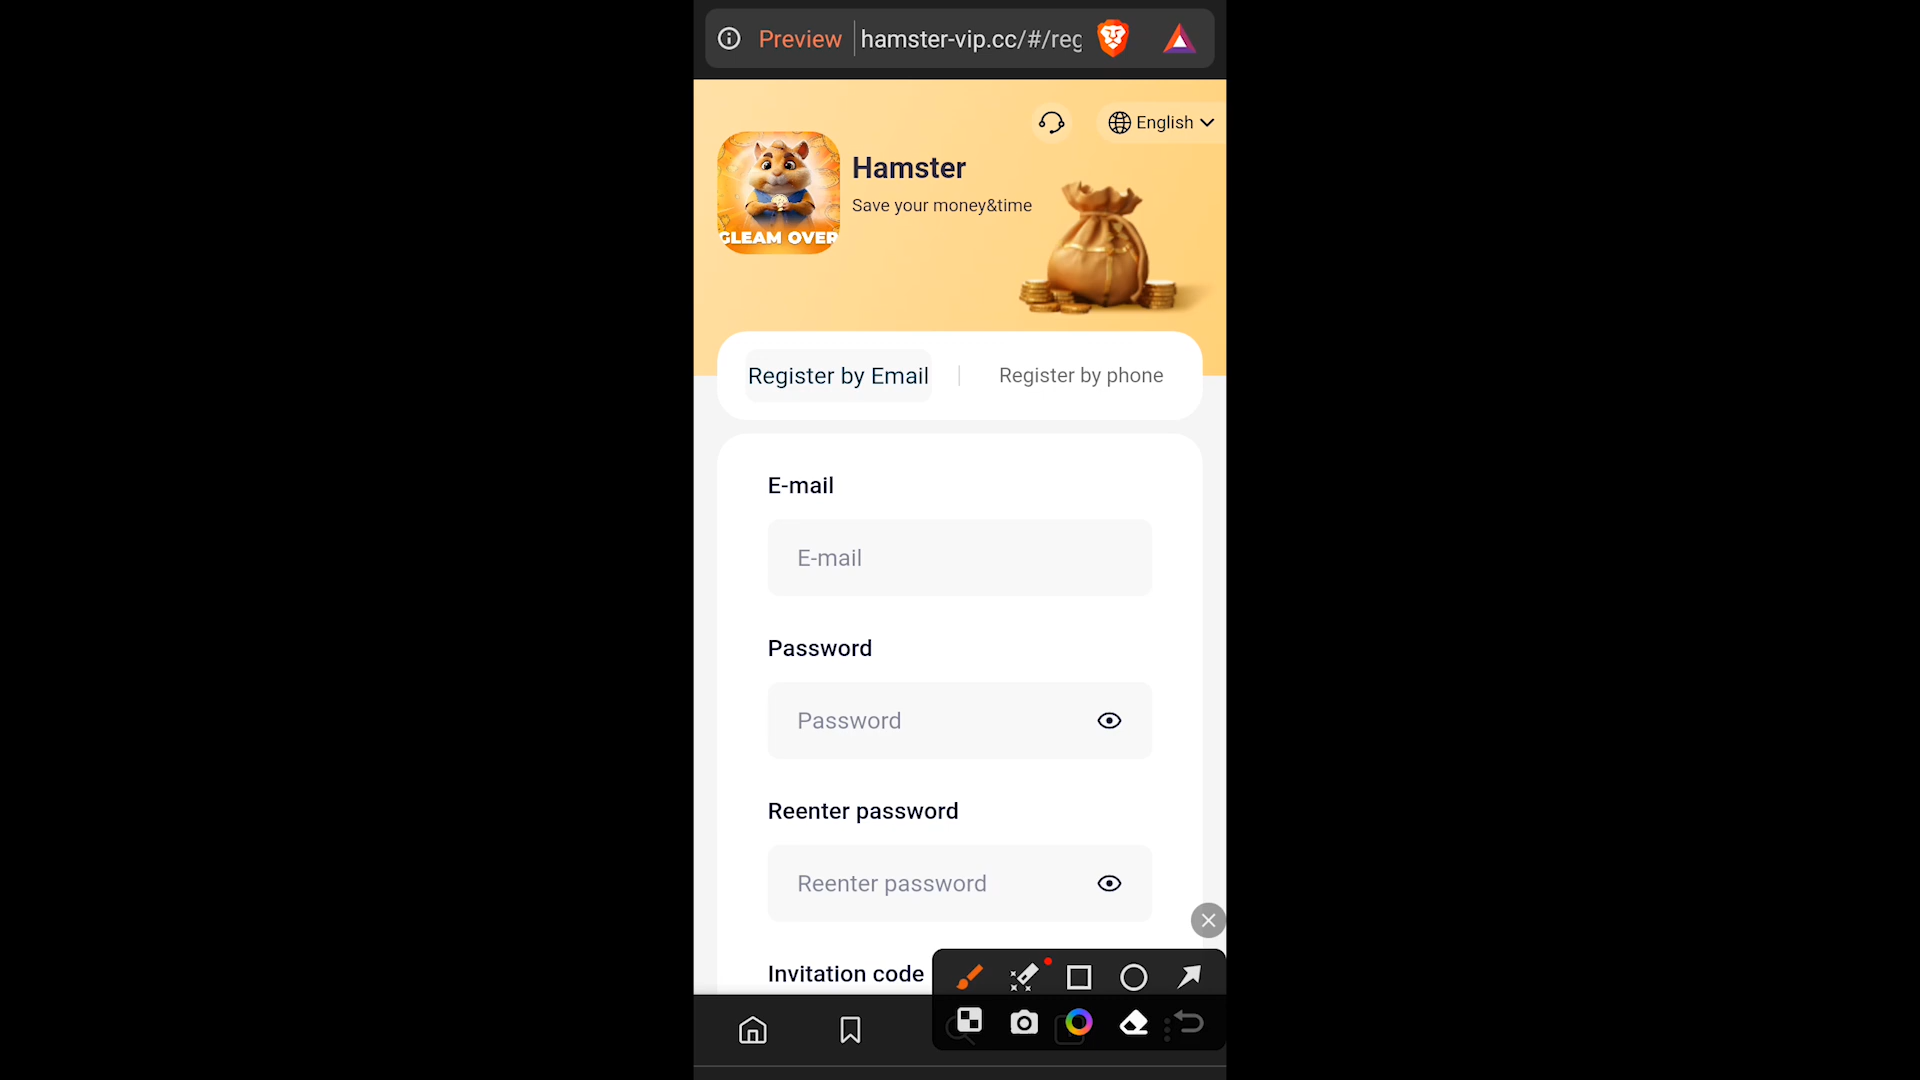 Preview hamster-vip.cc/#/reg
English
Hamster
Save your money&time
GLEAM OVER
Register by Email
Register by phone
E-mail
E-mail
Password
Password
Reenter password
Reenter password
Invitation code